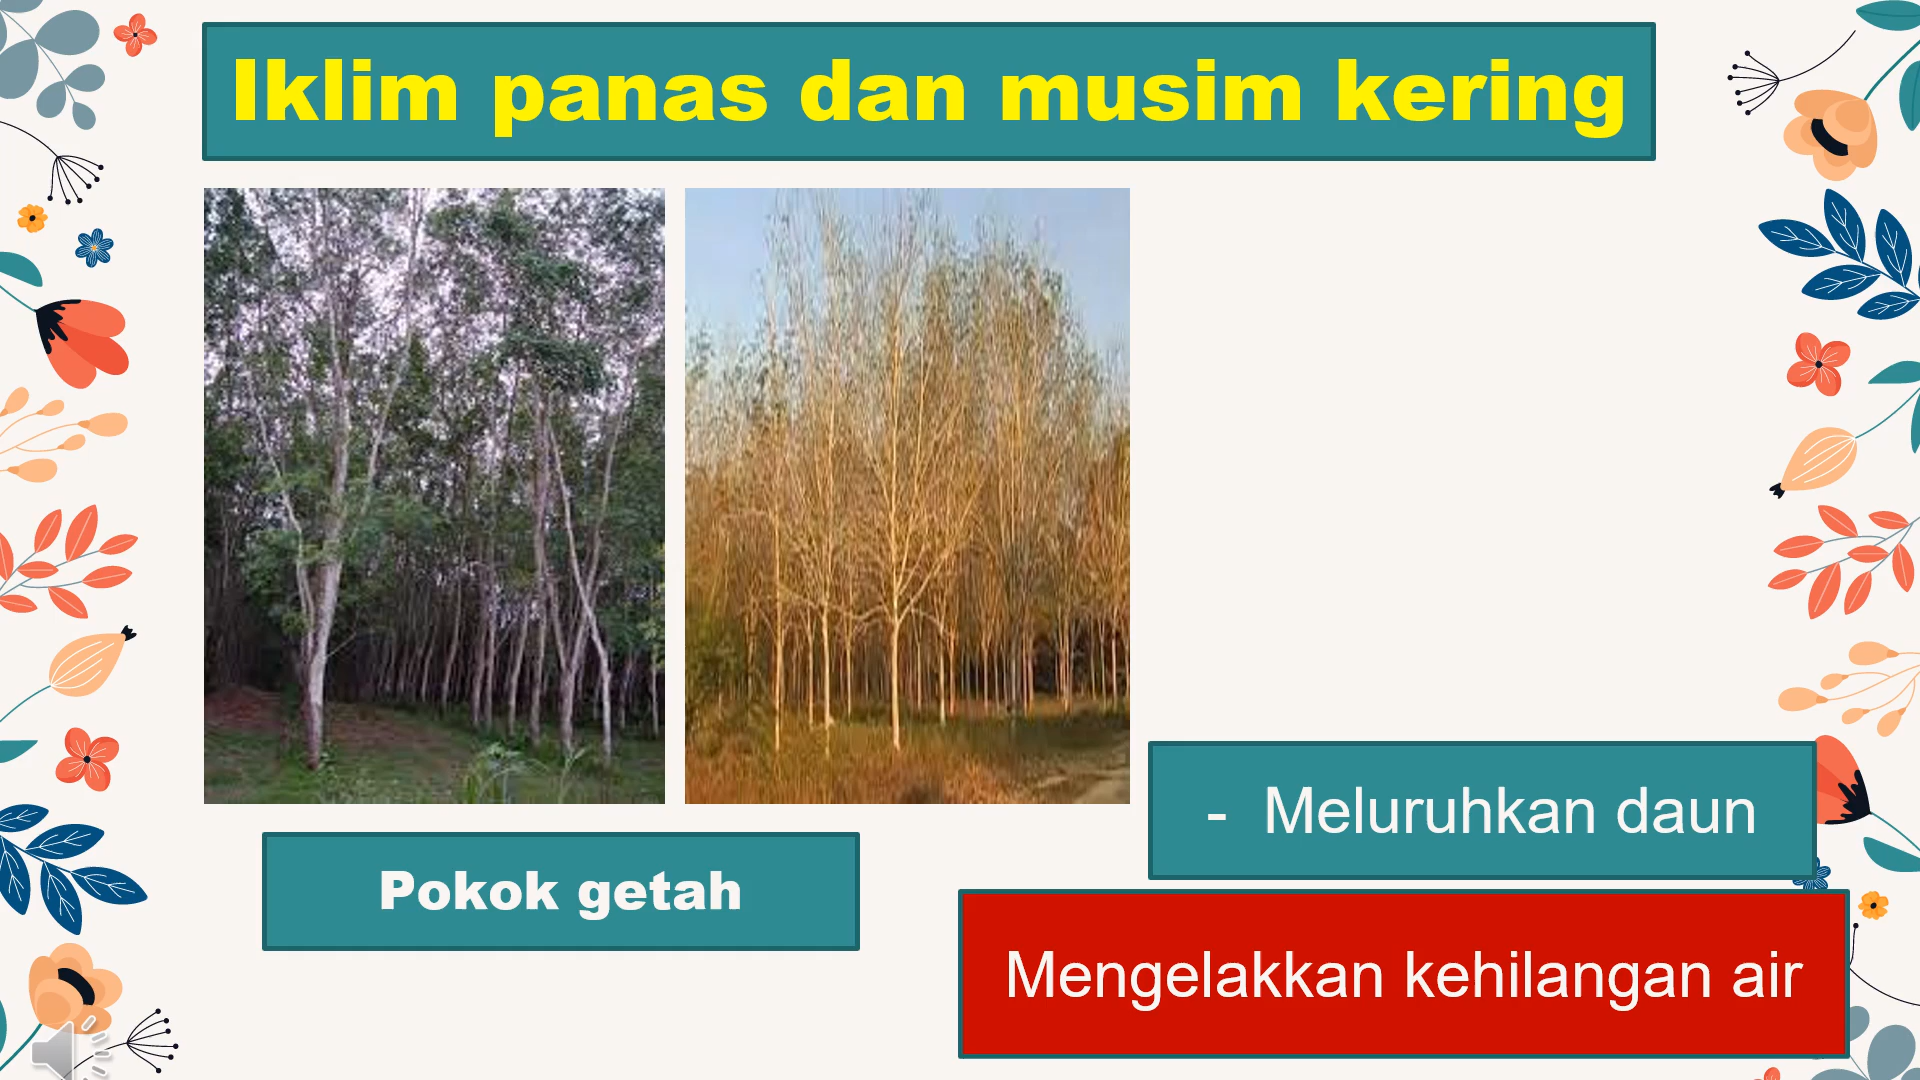 Iklim panas dan musim kering
Pokok getah
- Meluruhkan daun
Mengelakkan kehilangan air